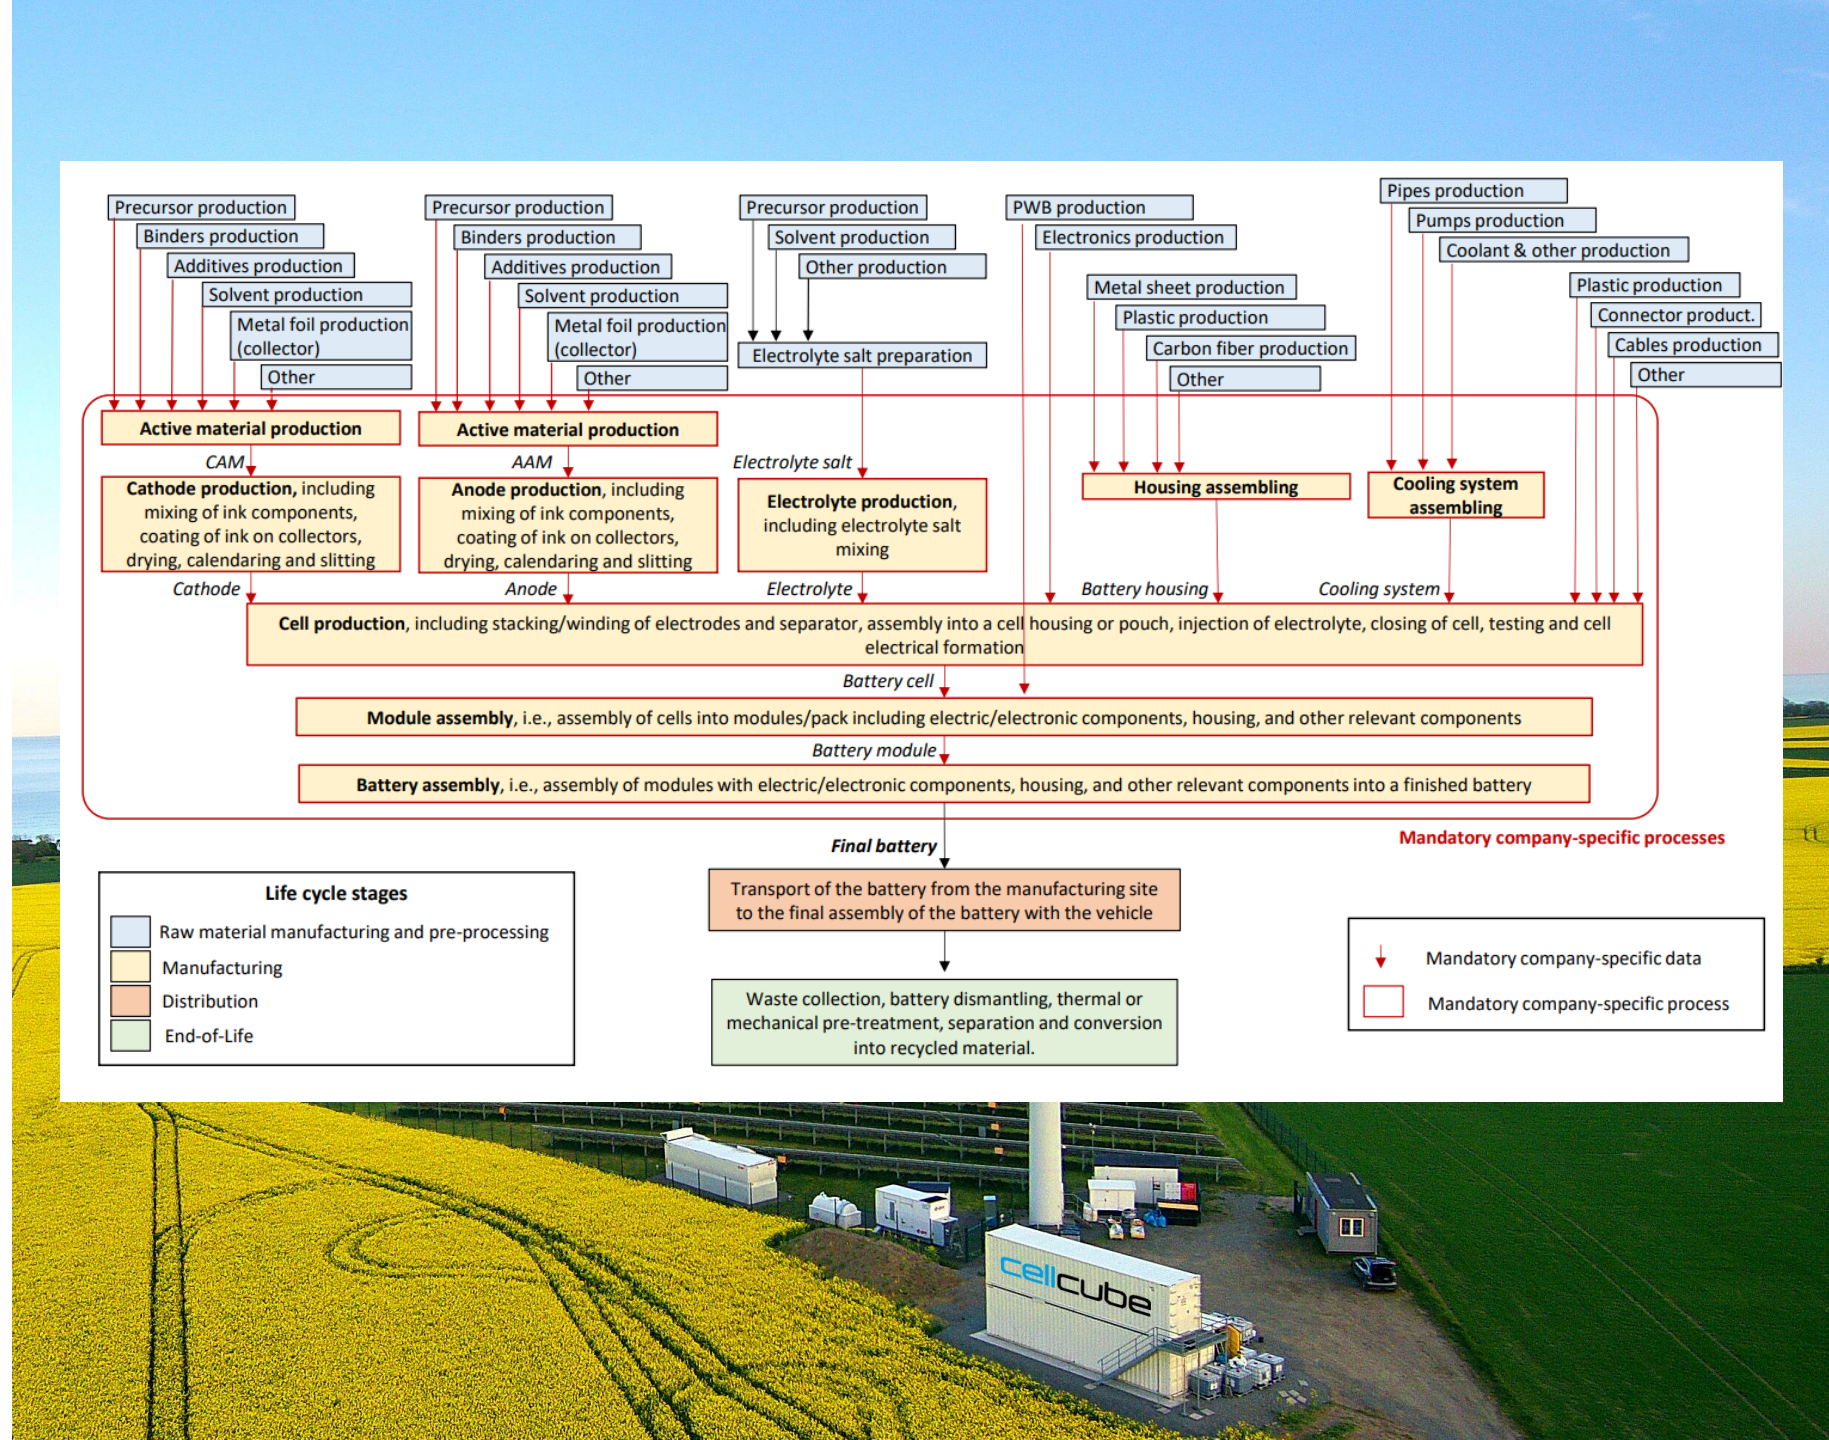 Precursor production
Binders production
Additives production
Solvent production
Metal foil production
(collector)
Other
Precursor production
Binders production
Additives production
Solvent production
Metal foil production
(collector)
Other
Precursor production
Solvent production
Other production
Electrolyte salt preparation
PWB production
Electronics production
Metal sheet production
Plastic production
Carbon fiber production
Other
Pipes production
Pumps production
Coolant & other production
Plastic production
Connector product.
Cables production
Other
Active material production
CAM
Cathode production, including
mixing of ink components,
coating of ink on collectors,
drying, calendaring and slitting
Cathode
Active material production
AAM
Anode production, including
mixing of ink components,
coating of ink on collectors,
drying, calendaring and slitting
Anode
Electrolyte salt
Electrolyte production,
including electrolyte salt
mixing
Electrolyte
Housing assembling
Battery housing
Cooling system
assembling
Cooling system
Cell production, including stacking/winding of electrodes and separator, assembly into a cell housing or pouch, injection of electrolyte, closing of cell, testing and cell
electrical formation
Battery cell
Module assembly, i.e., assembly of cells into modules/pack including electric/electronic components, housing, and other relevant components
Battery module
Battery assembly, i.e., assembly of modules with electric/electronic components, housing, and other relevant components into a finished battery
Mandatory company-specific processes
Final battery
Transport of the battery from the manufacturing site
to the final assembly of the battery with the vehicle
Waste collection, battery dismantling, thermal or
mechanical pre-treatment, separation and conversion
into recycled material.
Life cycle stages
Raw material manufacturing and pre-processing
Manufacturing
Distribution
End-of-Life
Mandatory company-specific data
Mandatory company-specific process
cellcube